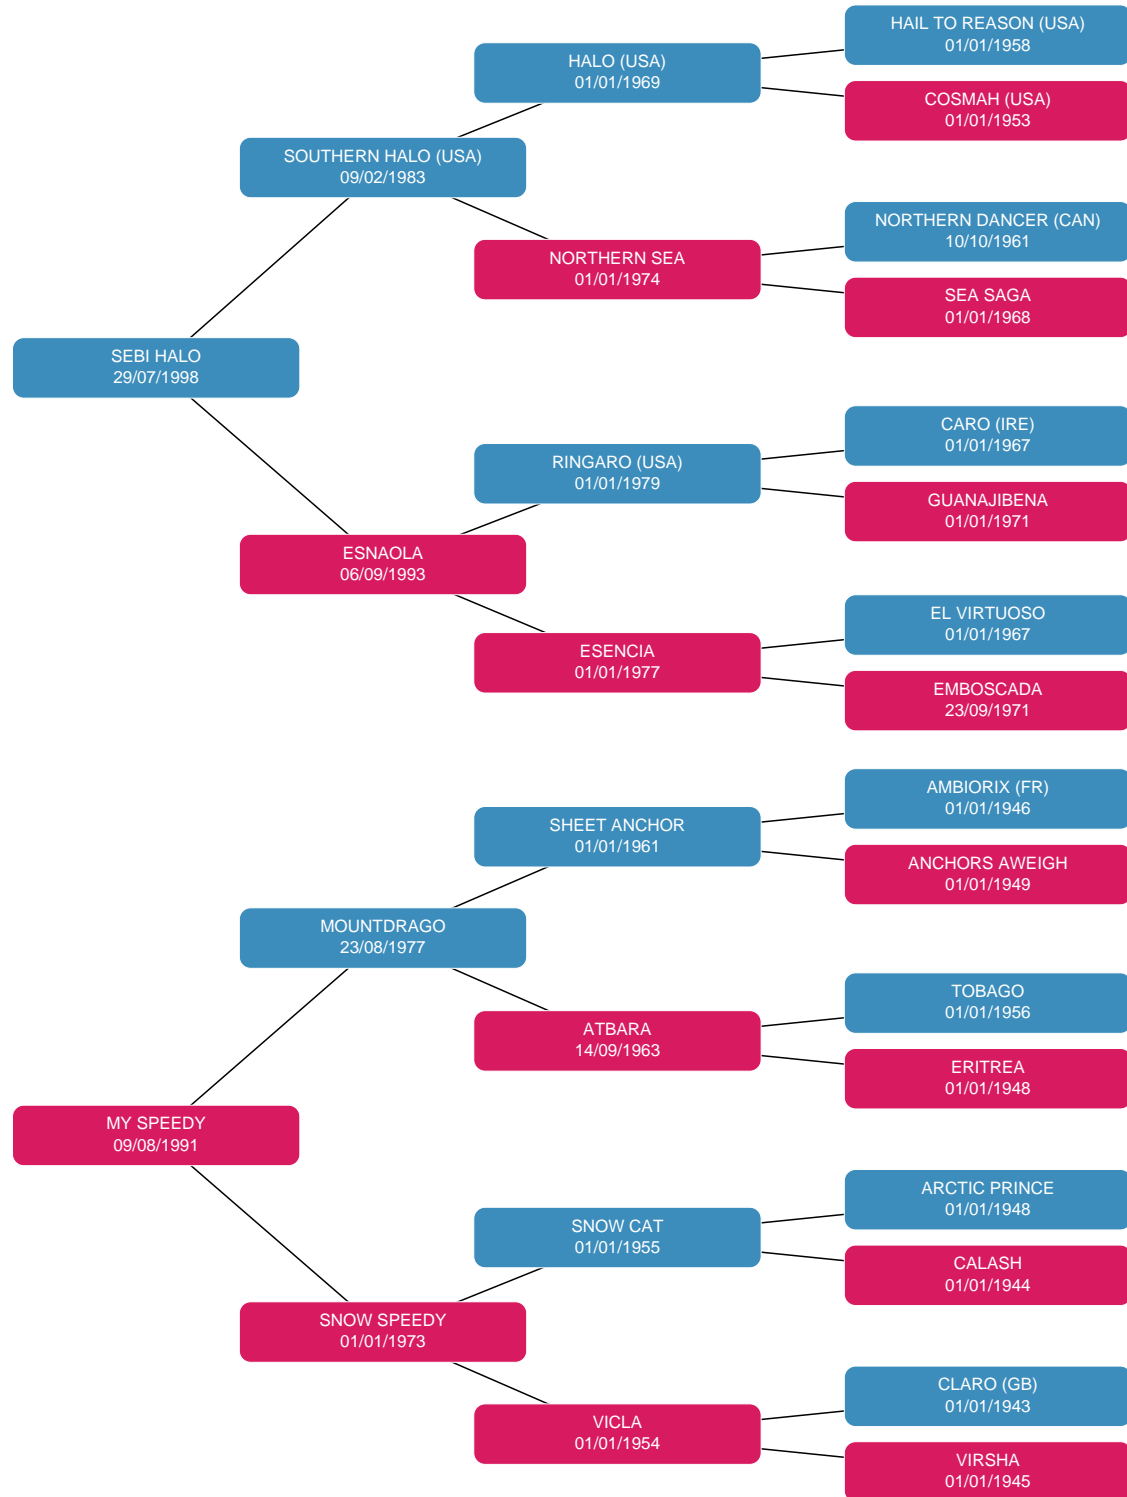 HAIL TO REASON (USA)
01/01/1958
HALO (USA)
01/01/1969
COSMAH (USA)
01/01/1953
SOUTHERN HALO (USA)
09/02/1983
NORTHERN DANCER (CAN)
10/10/1961
NORTHERN SEA
01/01/1974
SEA SAGA
01/01/1968
SEBI HALO
29/07/1998
CARO (IRE)
01/01/1967
RINGARO (USA)
01/01/1979
GUANAJIBENA
01/01/1971
ESNAOLA
06/09/1993
EL VIRTUOSO
01/01/1967
ESENCIA
01/01/1977
EMBOSCADA
23/09/1971
AMBIORIX (FR)
01/01/1946
SHEET ANCHOR
01/01/1961
ANCHORS AWEIGH
01/01/1949
MOUNTDRAGO
23/08/1977
TOBAGO
01/01/1956
ATBARA
14/09/1963
ERITREA
01/01/1948
MY SPEEDY
09/08/1991
ARCTIC PRINCE
01/01/1948
SNOW CAT
01/01/1955
CALASH
01/01/1944
SNOW SPEEDY
01/01/1973
CLARO (GB)
01/01/1943
VICLA
01/01/1954
VIRSHA
01/01/1945